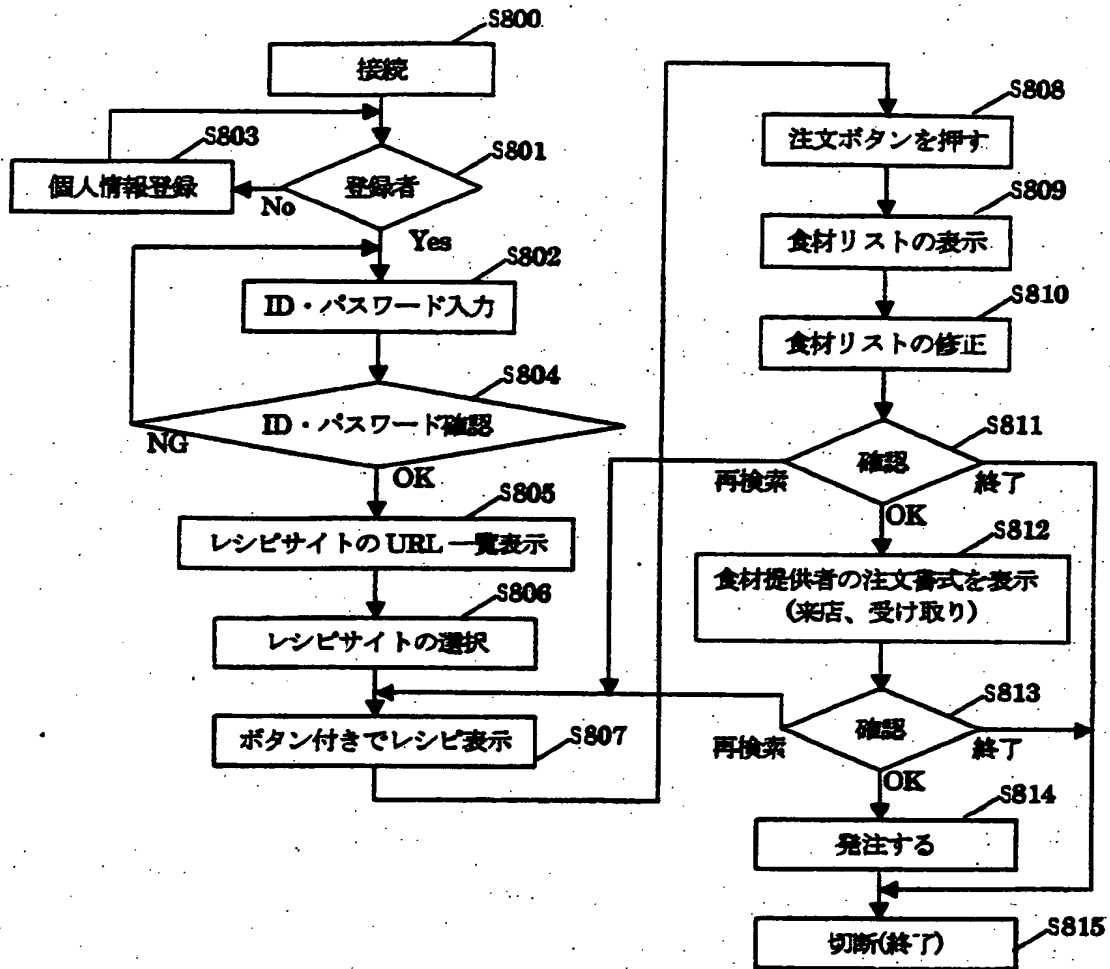 S800
接続
S803
個人情報登録
S801
登録者
No
Yes
S802
ID・パスワード入力
S804
ID・パスワード確認
NG
OK
S805
レシピサイトのURL一覧表示
S806
レシピサイトの選択
ボタン付きでレシピ表示
S807
S808
注文ボタンを押す
S809
食材リストの表示
S810
食材リストの修正
S811
確認
再検索
終了
OK
S812
食材提供者の注文書式を表示
(来店、受け取り)
S813
確認
再検索
終了
OK
S814
発注する
切断(終了)
S815